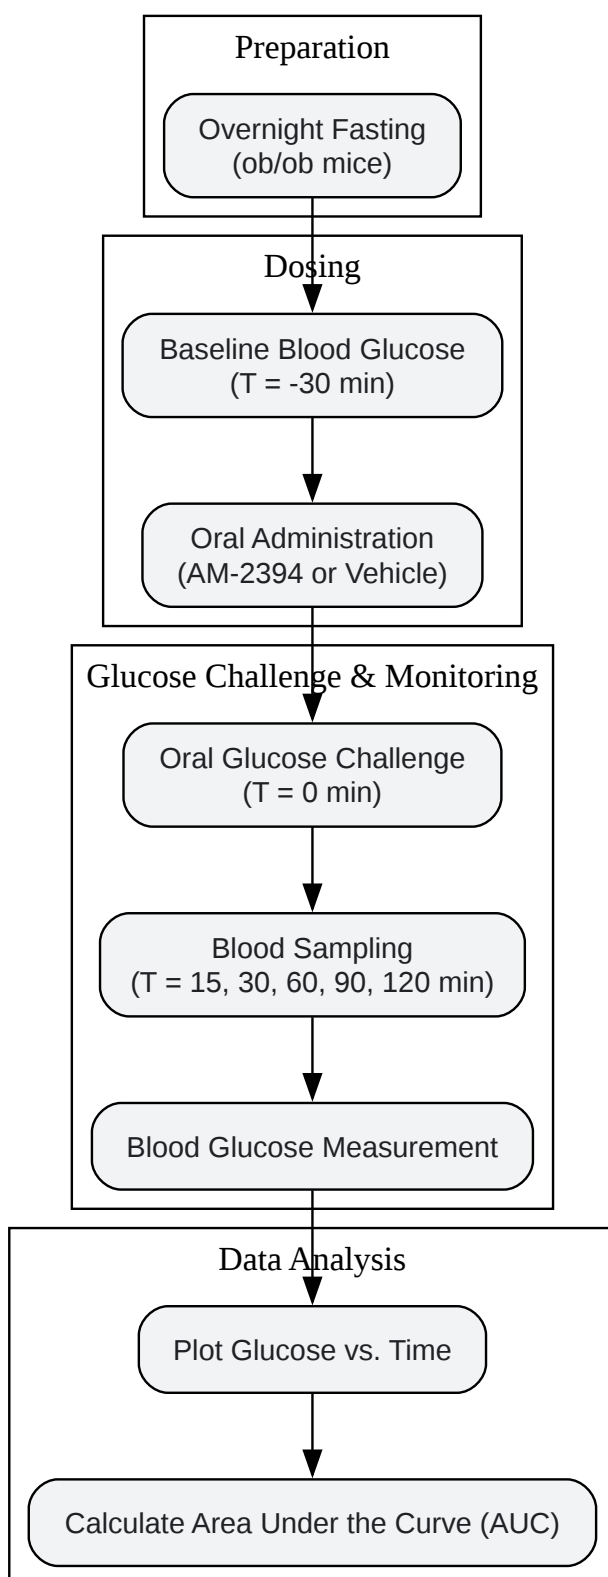 Preparation
Overnight Fasting
(ob/ob mice)
Dosing
Baseline Blood Glucose
(T = -30 min)
Oral Administration
(AM-2394 or Vehicle)
Glucose Challenge & Monitoring
Oral Glucose Challenge
(T = 0 min)
Blood Sampling
(T = 15, 30, 60, 90, 120 min)
Blood Glucose Measurement
Data Analysis
Plot Glucose vs. Time
Calculate Area Under the Curve (AUC)